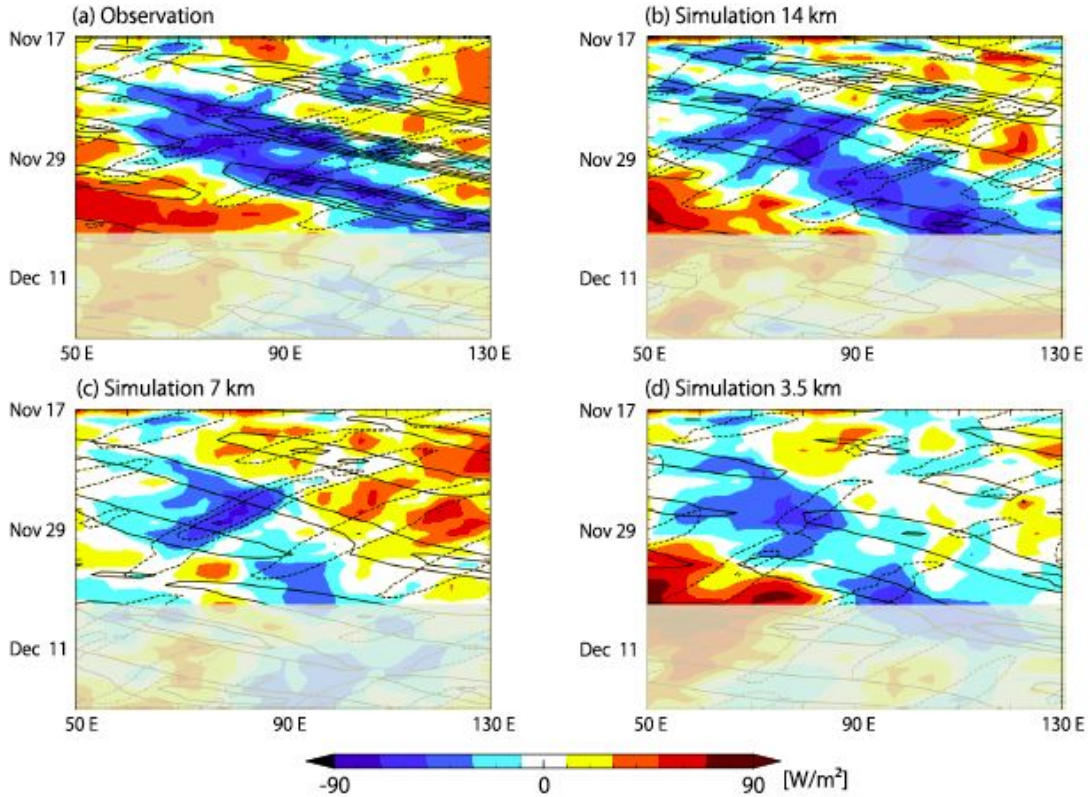 (a) Observation
(b) Simulation 14 km
Nov 17
Nov 29
Dec 11
50 E
90 E
130 E
Nov 17
Nov 29
Dec 11
50 E
90 E
130 E
(c) Simulation 7 km
(d) Simulation 3.5 km
Nov 17
Nov 29
Dec 11
50 E
90 E
130 E
Nov 17
Nov 29
Dec 11
50 E
90 E
130 E
-90
0
90
[W/m²]